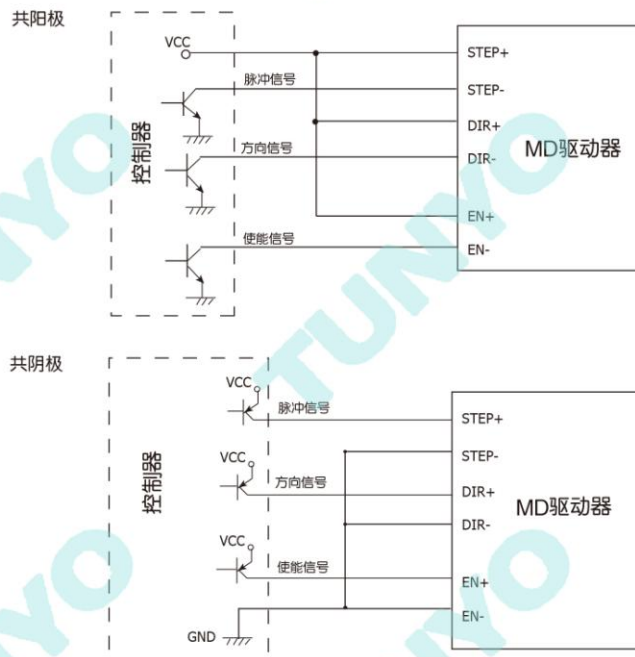 共阳极
VCC
STEP+
脉冲信号
STEP-
DIR+
控制器
MD驱动器
方向信号
DIR-
EN+
使能信号
EN-
共阴极
VCC
脉冲信号
STEP+
VCC
STEP-
控制器
方向信号
DIR+
MD驱动器
DIR-
VCC
使能信号
EN+
EN-
GND
TUNYO